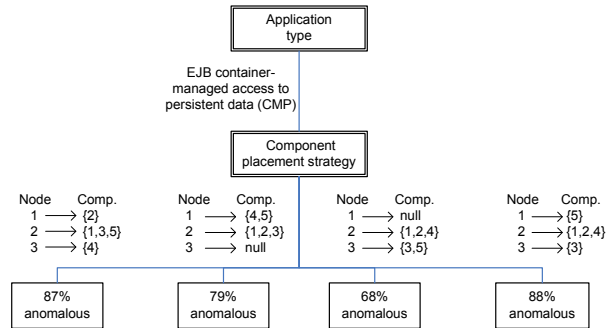 Application
type
EJB container-
managed access to
persistent data (CMP)
Component
placement strategy
Node Comp.
1 → {2}
2 → {1,3,5}
3 → {4}
Node Comp.
1 → {4,5}
2 → {1,2,3}
3 → null
Node Comp.
1 → null
2 → {1,2,4}
3 → {3,5}
Node Comp.
1 → {5}
2 → {1,2,4}
3 → {3}
87%
anomalous
79%
anomalous
68%
anomalous
88%
anomalous